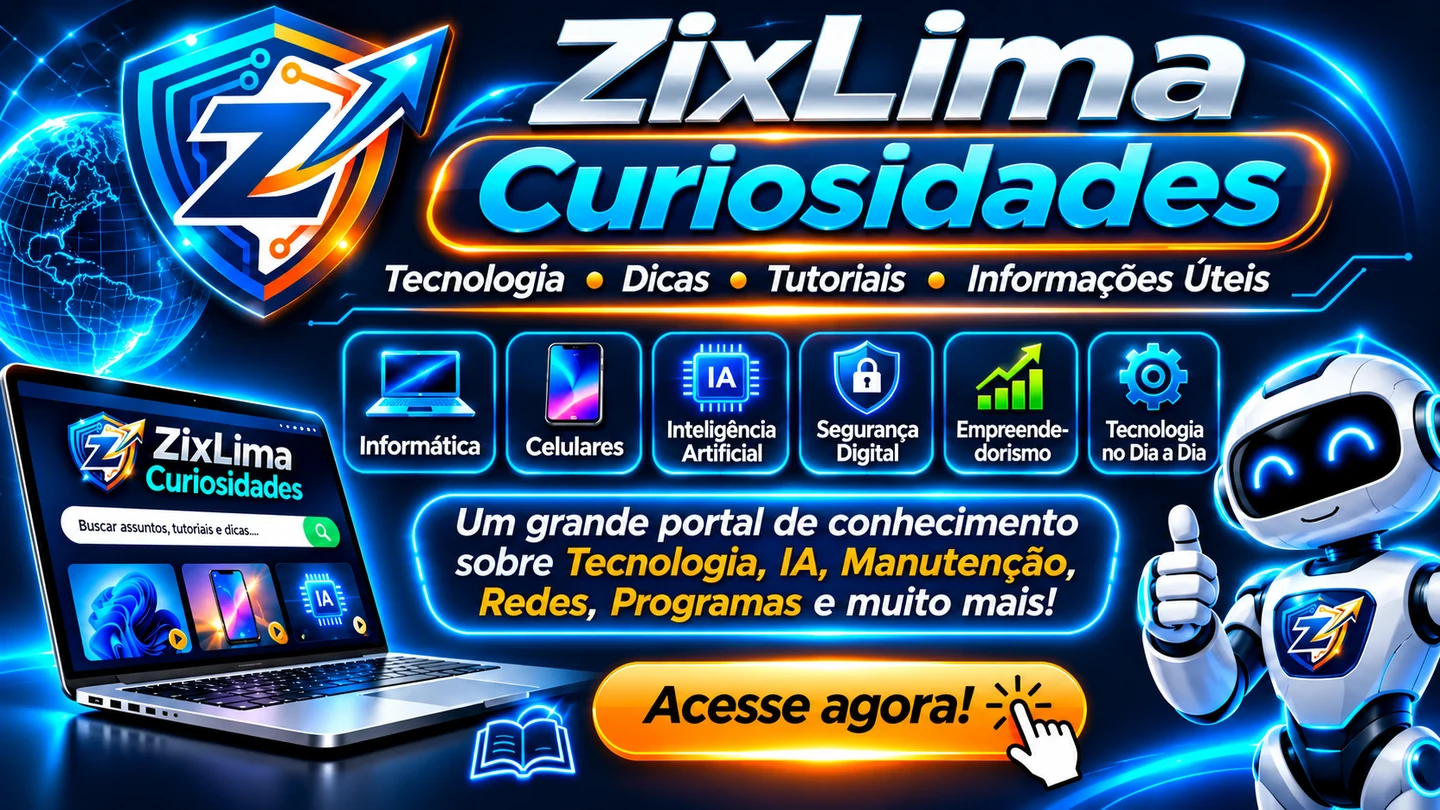 ZixLima
Curiosidades
Tecnologia • Dicas • Tutoriais • Informações Úteis
Informática
Celulares
IA
Inteligência
Artificial
Segurança
Digital
Empreende-
dorismo
Tecnologia
no Dia a Dia
Z
ZixLima
Curiosidades
Buscar assuntos, tutoriais e dicas....
IA
Um grande portal de conhecimento
sobre Tecnologia, IA, Manutenção,
Redes, Programas e muito mais!
Acesse agora!
Z
Z